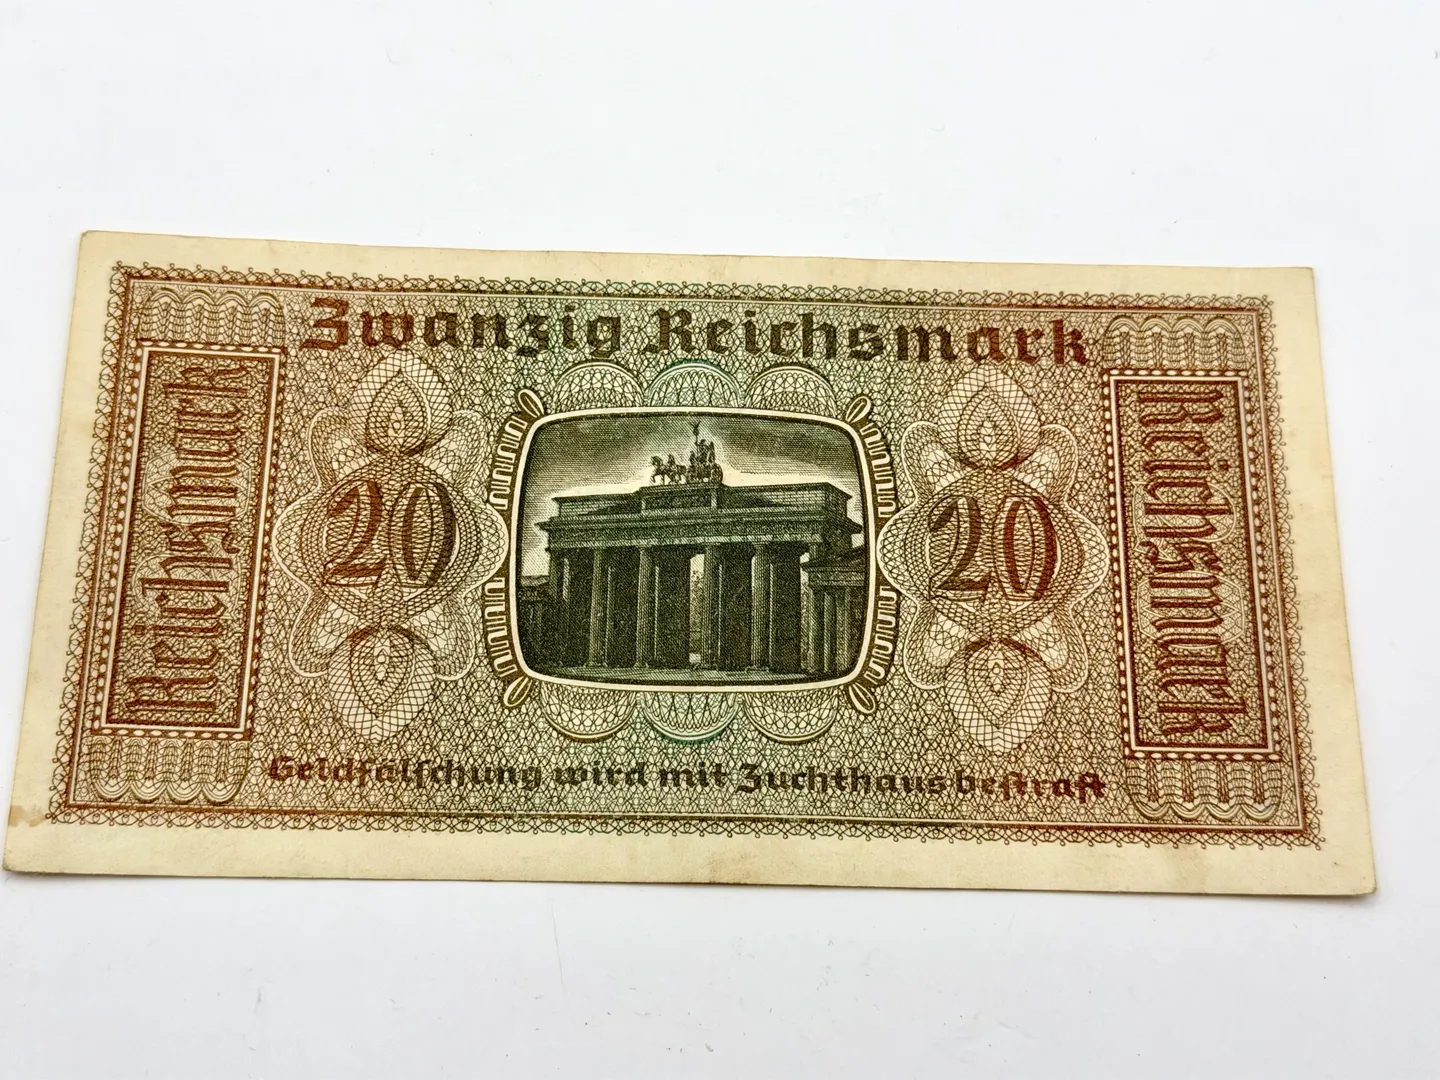 Zwanzig Reichsmark
Reichsmark
20
20
Reichsmark
Geldfälschung wird mit Zuchthaus bestraft